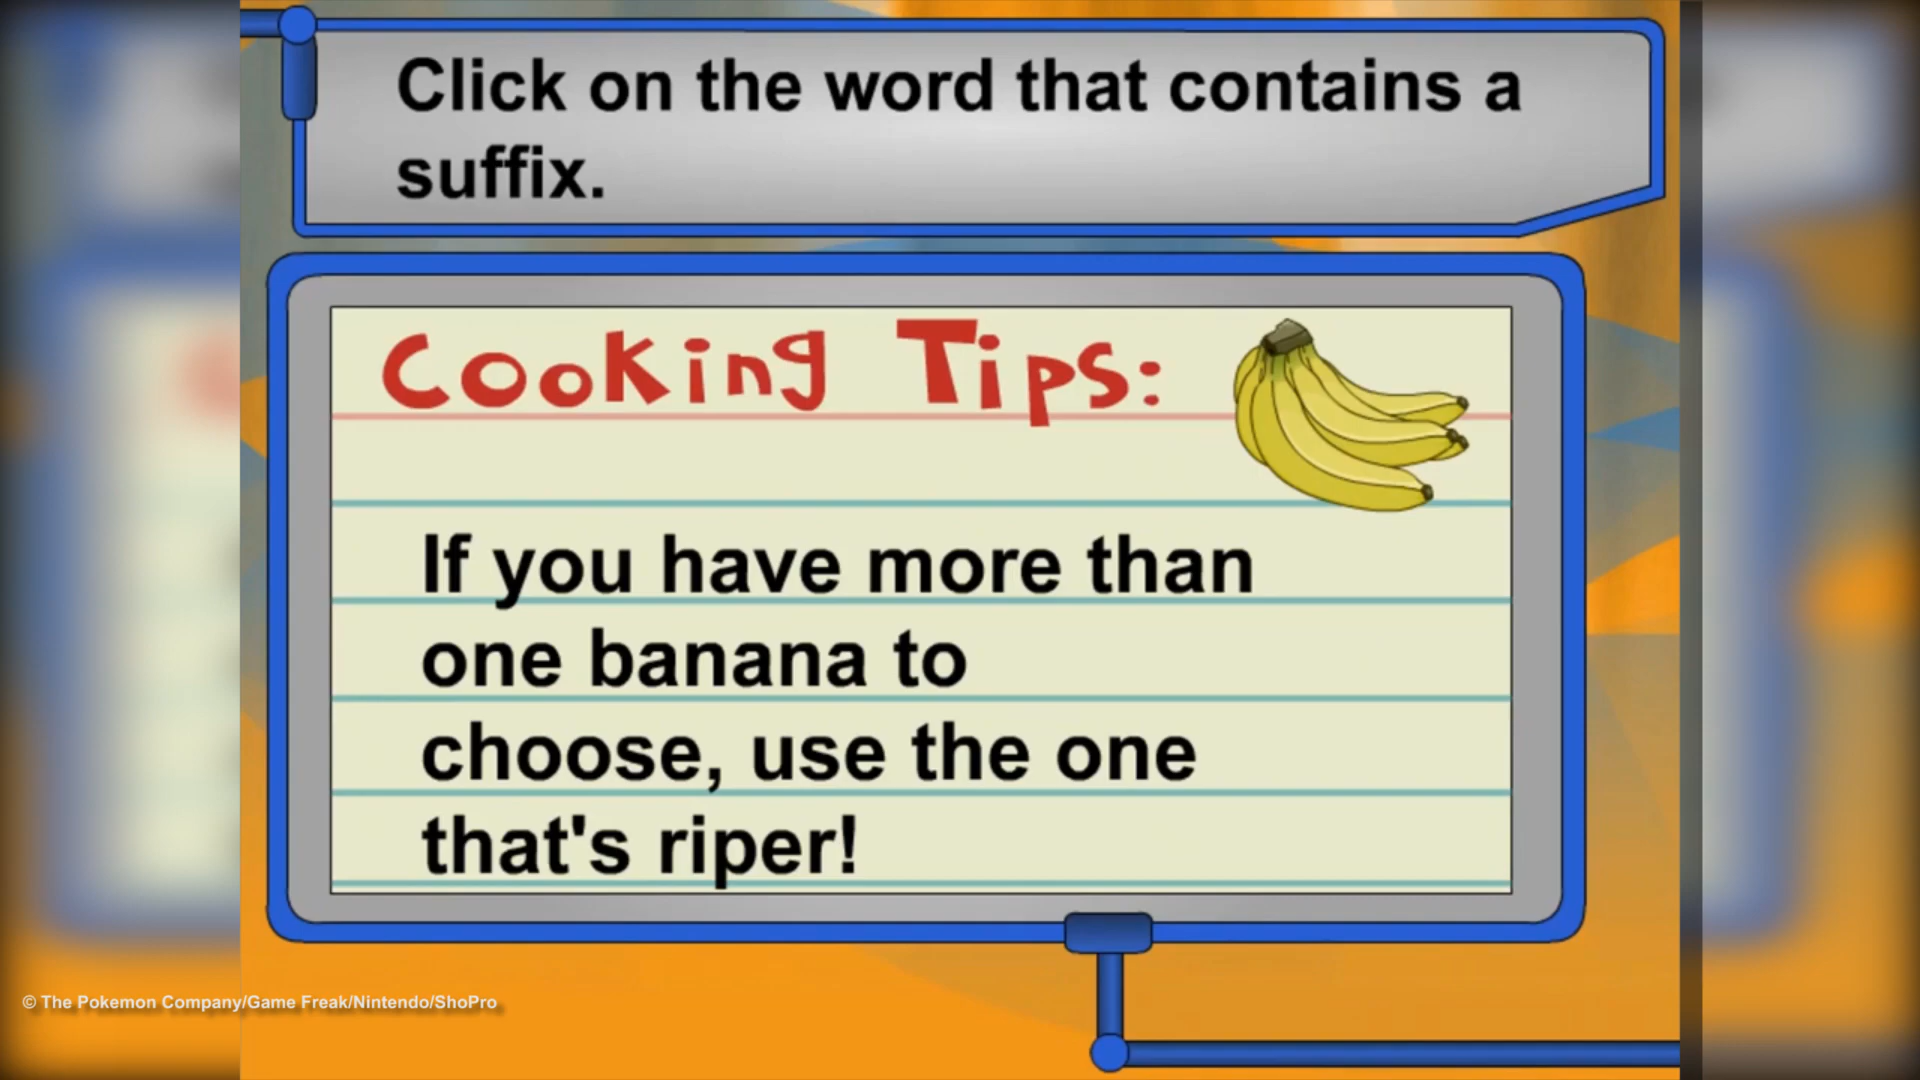 Click on the word that contains a
suffix.
Cooking Tips:
If you have more than
one banana to
choose, use the one
that's riper!
© The Pokemon Company/Game Freak/Nintendo/ShoPro